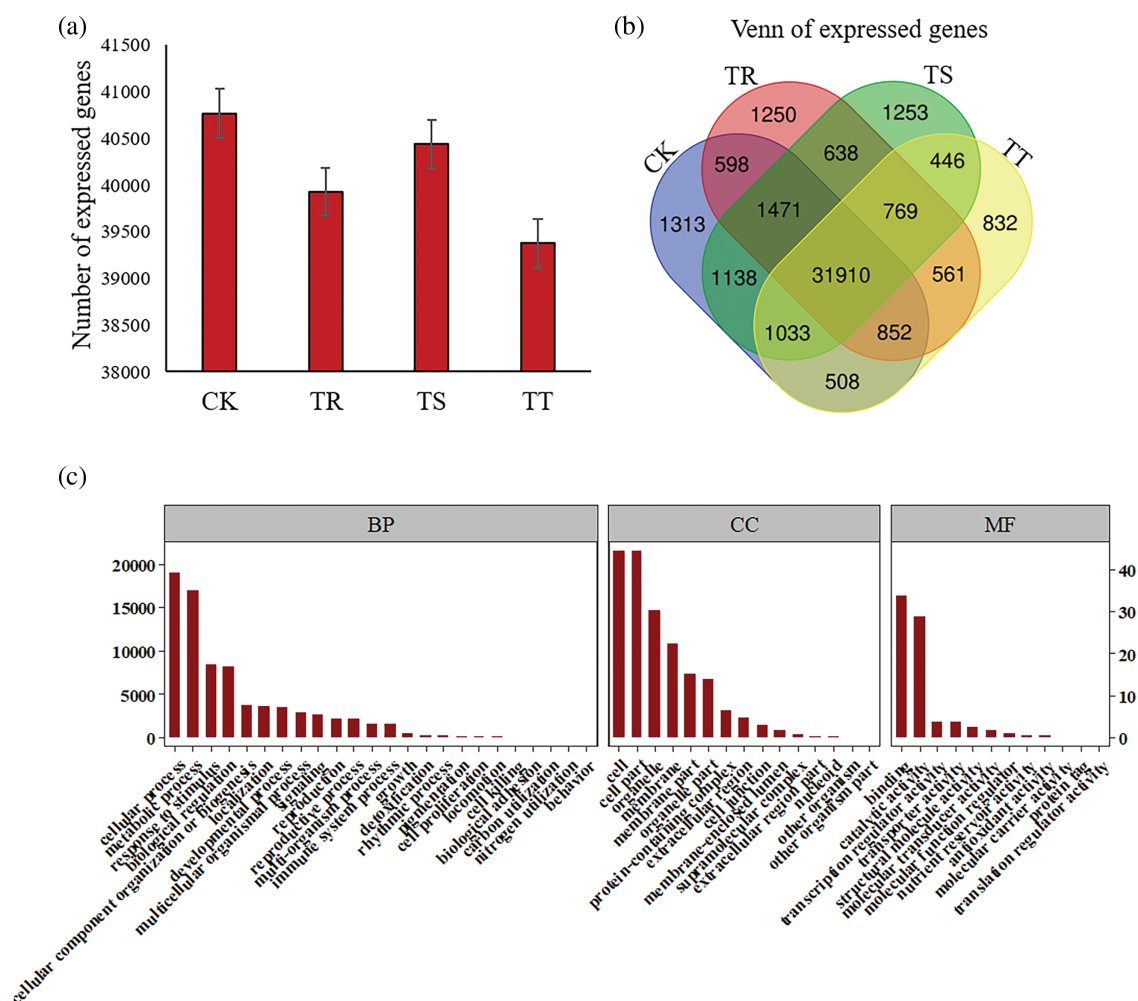 (a)
41500
41000
40500
40000
39500
39000
38500
38000
Number of expressed genes
CK
TR
TS
TT
(b)
Venn of expressed genes
TR
TS
CK
TT
1250
1253
598
638
446
1313
1471
769
832
1138
31910
561
1033
852
508
(c)
BP
CC
MF
20000
15000
10000
5000
0
40
30
20
10
0
cellular process
metabolic process
response to stimulus
biological regulation
cellular component organization or biogenesis
localization
developmental process
multicellular organismal process
signaling
reproduction
reproductive process
multi-organism process
immune system process
growth
detoxification
rhythmic process
pigmentation
cell proliferation
locomotion
cell killing
biological adhesion
carbon utilization
nitrogen utilization
behavior
cell
cell part
organelle
membrane
membrane part
organelle part
protein-containing complex
extracellular region
cell junction
membrane-enclosed lumen
supramolecular complex
extracellular region part
nucleoid
other organism
other organism part
binding
catalytic activity
transcription regulator activity
transporter activity
structural molecule activity
molecular transducer activity
molecular function regulator
nutrient reservoir activity
antioxidant activity
molecular carrier activity
protein tag
translation regulator activity